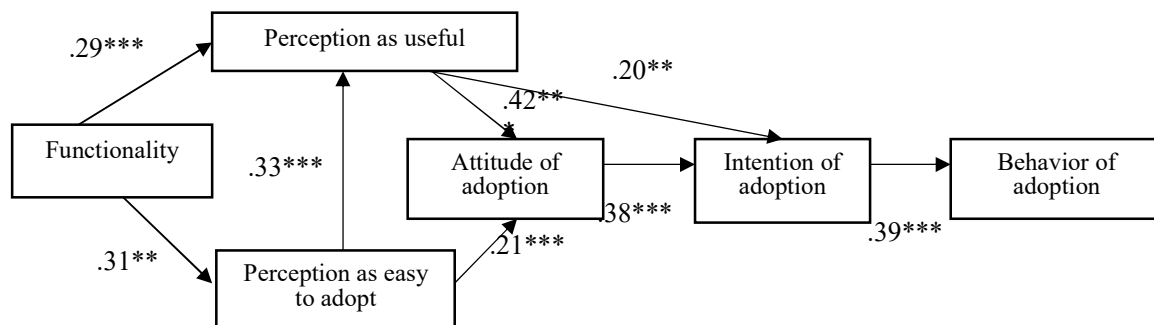 Perception as useful
.29***
.20**
.42**
*
Functionality
.33***
Attitude of
adoption
Intention of
adoption
Behavior of
adoption
.38***
.39***
.21***
.31**
Perception as easy
to adopt